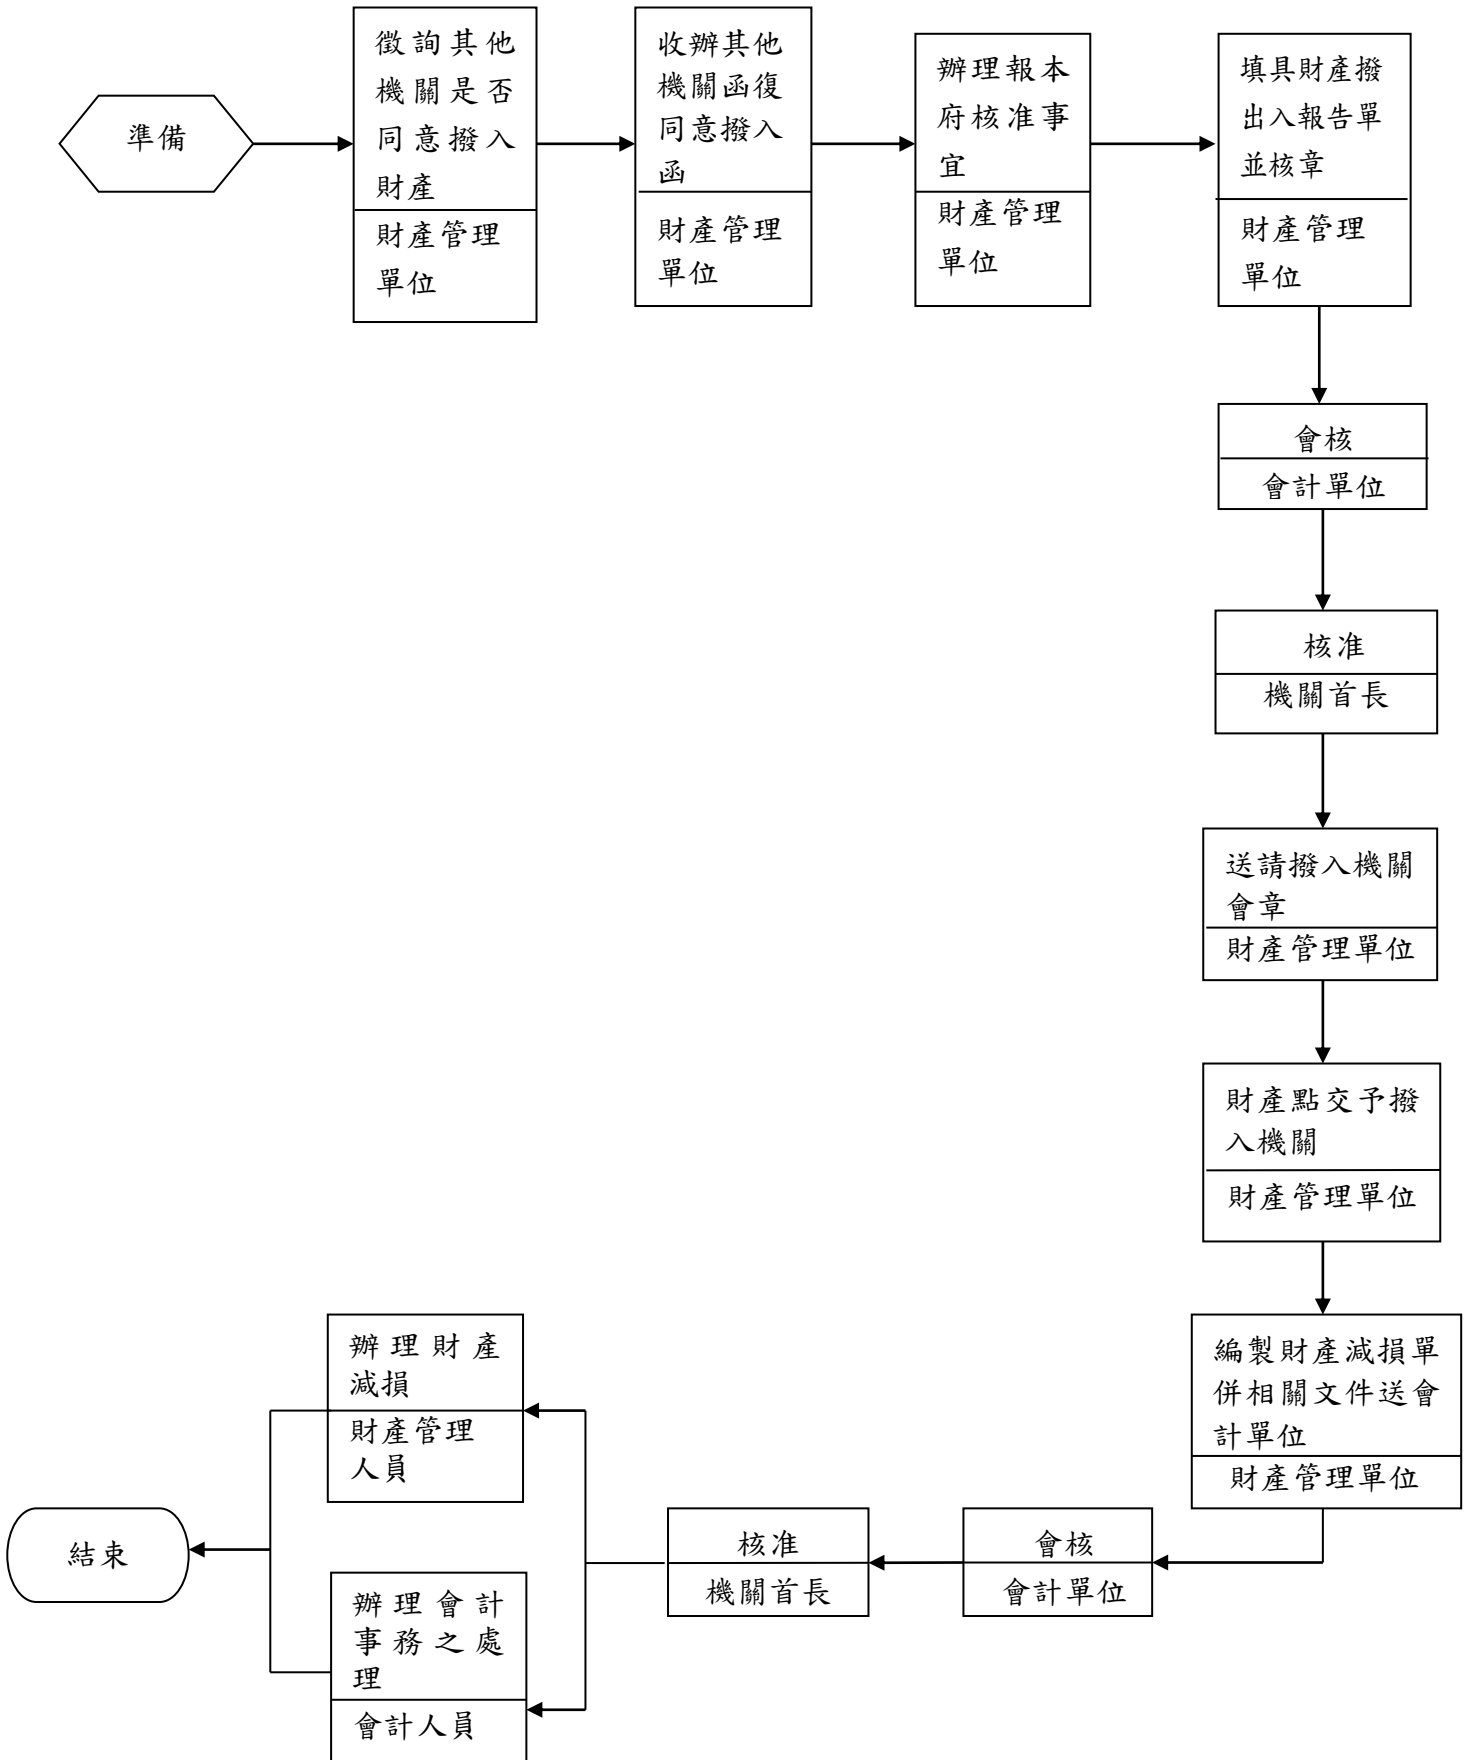 準備
徵詢其他
機關是否
同意撥入
財產
財產管理
單位
收辦其他
機關函復
同意撥入
函
財產管理
單位
辦理報本
府核准事
宜
財產管理
單位
填具財產撥
出入報告單
並核章
財產管理
單位
會核
會計單位
核准
機關首長
送請撥入機關
會章
財產管理單位
財產點交予撥
入機關
財產管理單位
編製財產減損單
併相關文件送會
計單位
財產管理單位
會核
會計單位
核准
機關首長
辦理財產
減損
財產管理
人員
辦理會計
事務之處
理
會計人員
結束